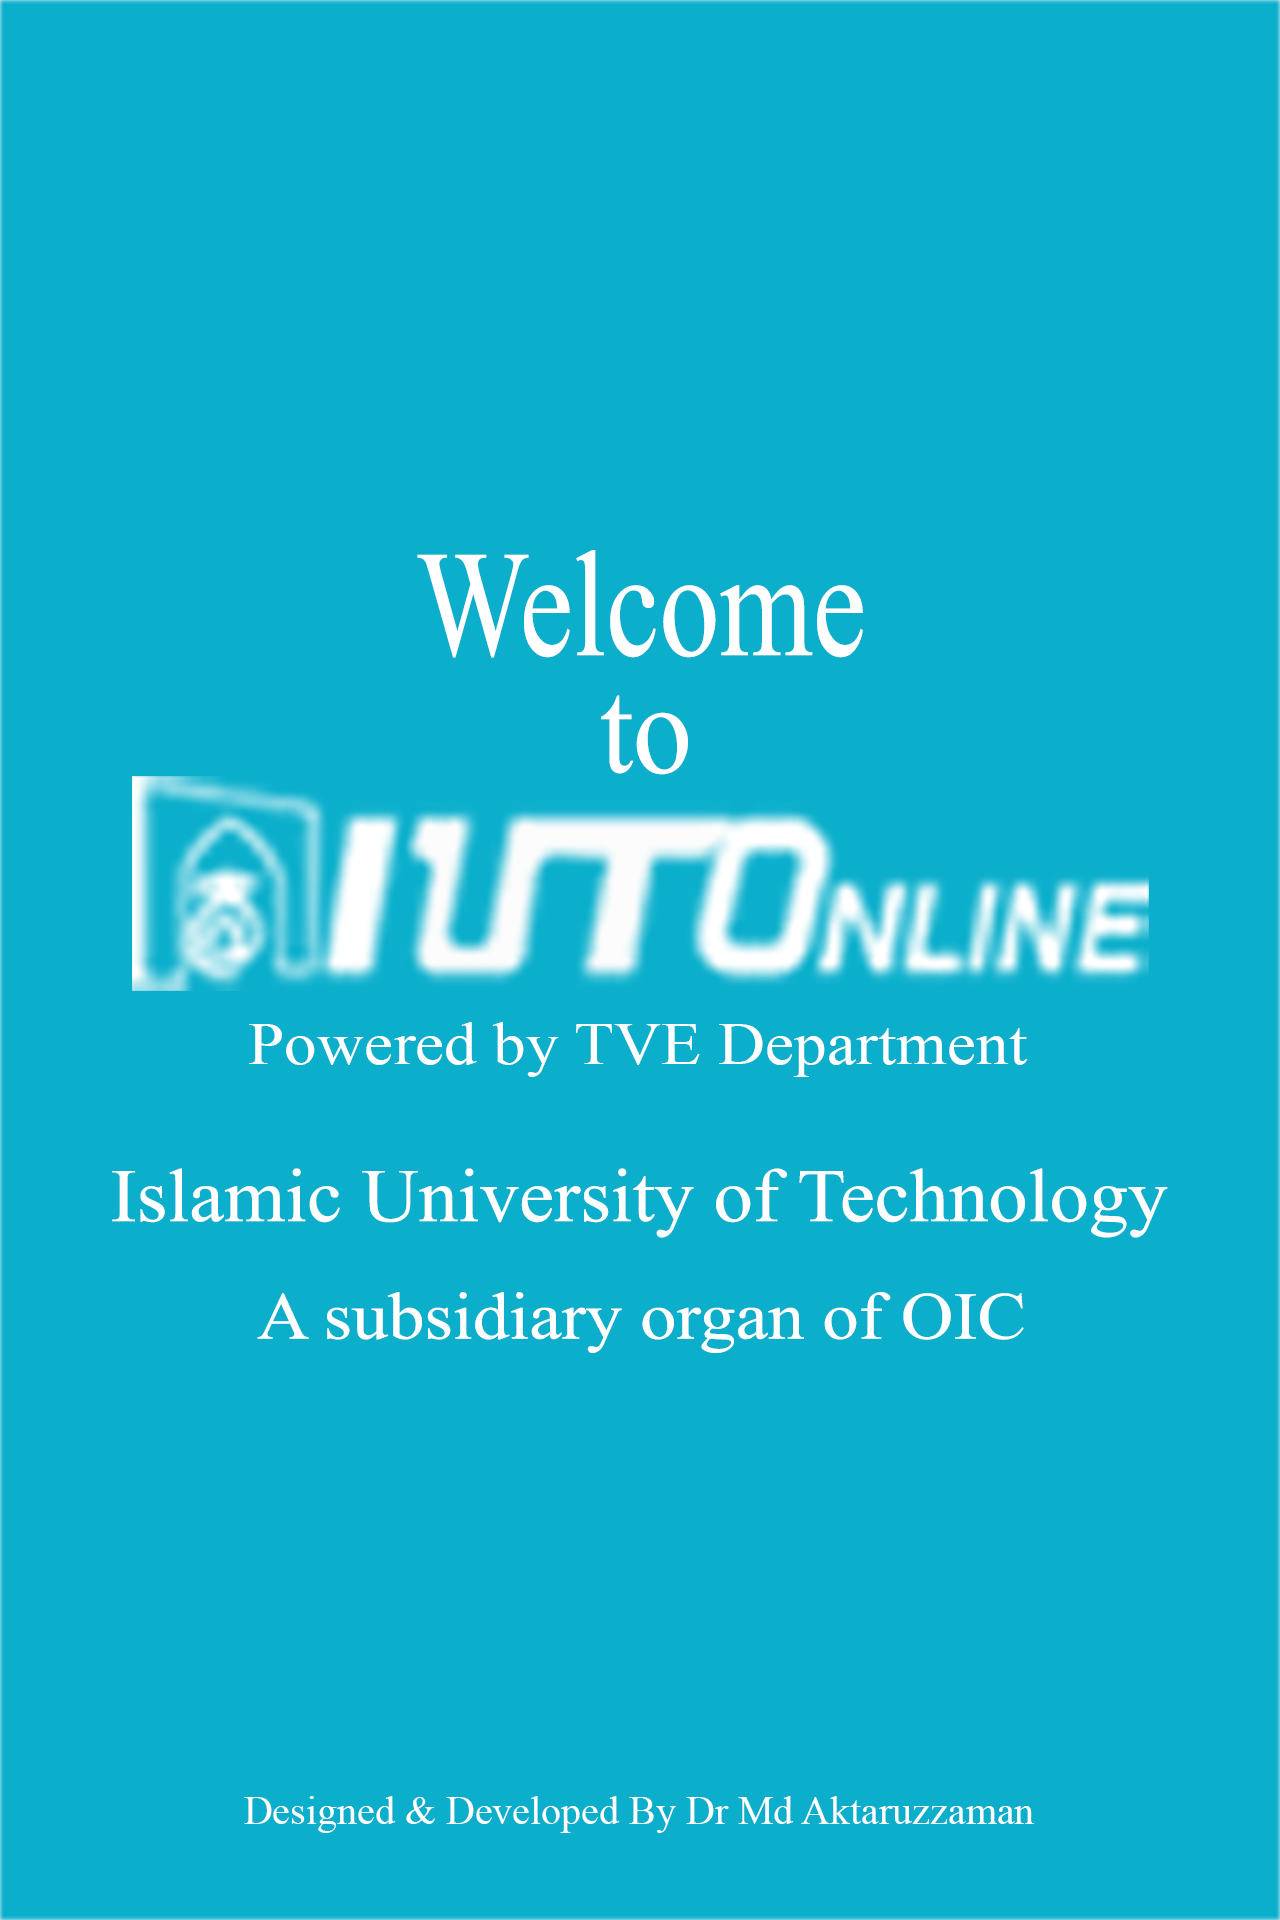 Welcome
to
IUTONLINE
Powered by TVE Department
Islamic University of Technology
A subsidiary organ of OIC
Designed & Developed By Dr Md Aktaruzzaman